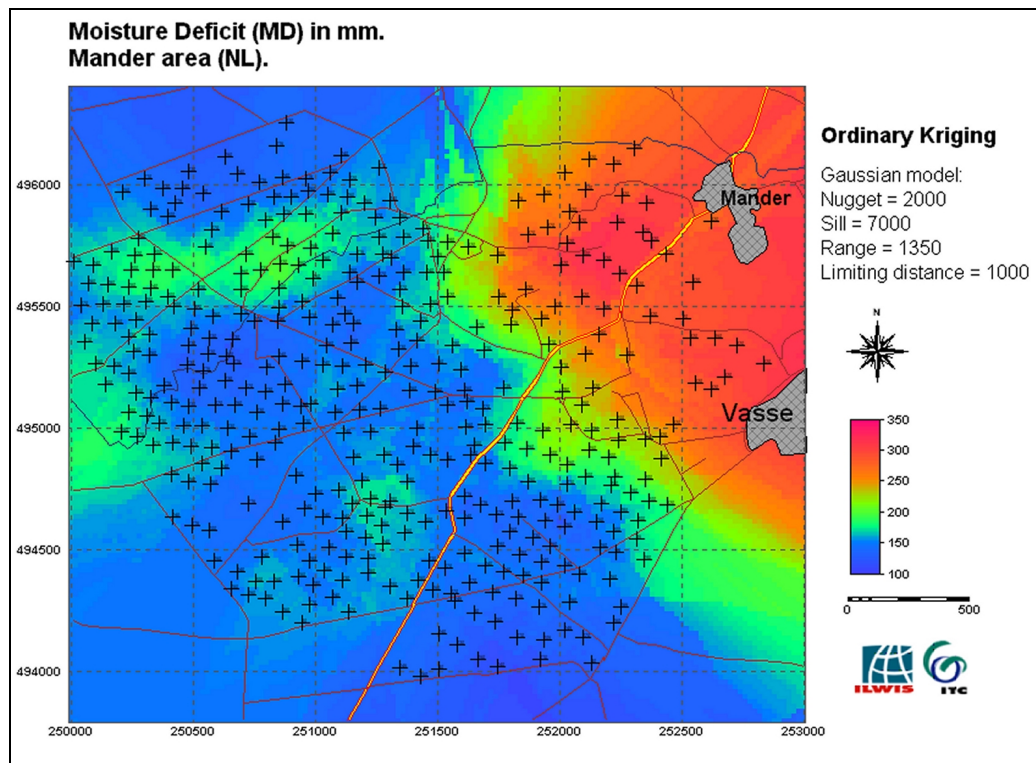 Moisture Deficit (MD) in mm.
Mander area (NL).
496000
495500
495000
494500
494000
250000
250500
251000
251500
252000
252500
253000
Mander
Vasse
Ordinary Kriging
Gaussian model:
Nugget = 2000
Sill = 7000
Range = 1350
Limiting distance = 1000
N
350
300
250
200
150
100
0
500
ILWIS
ITC